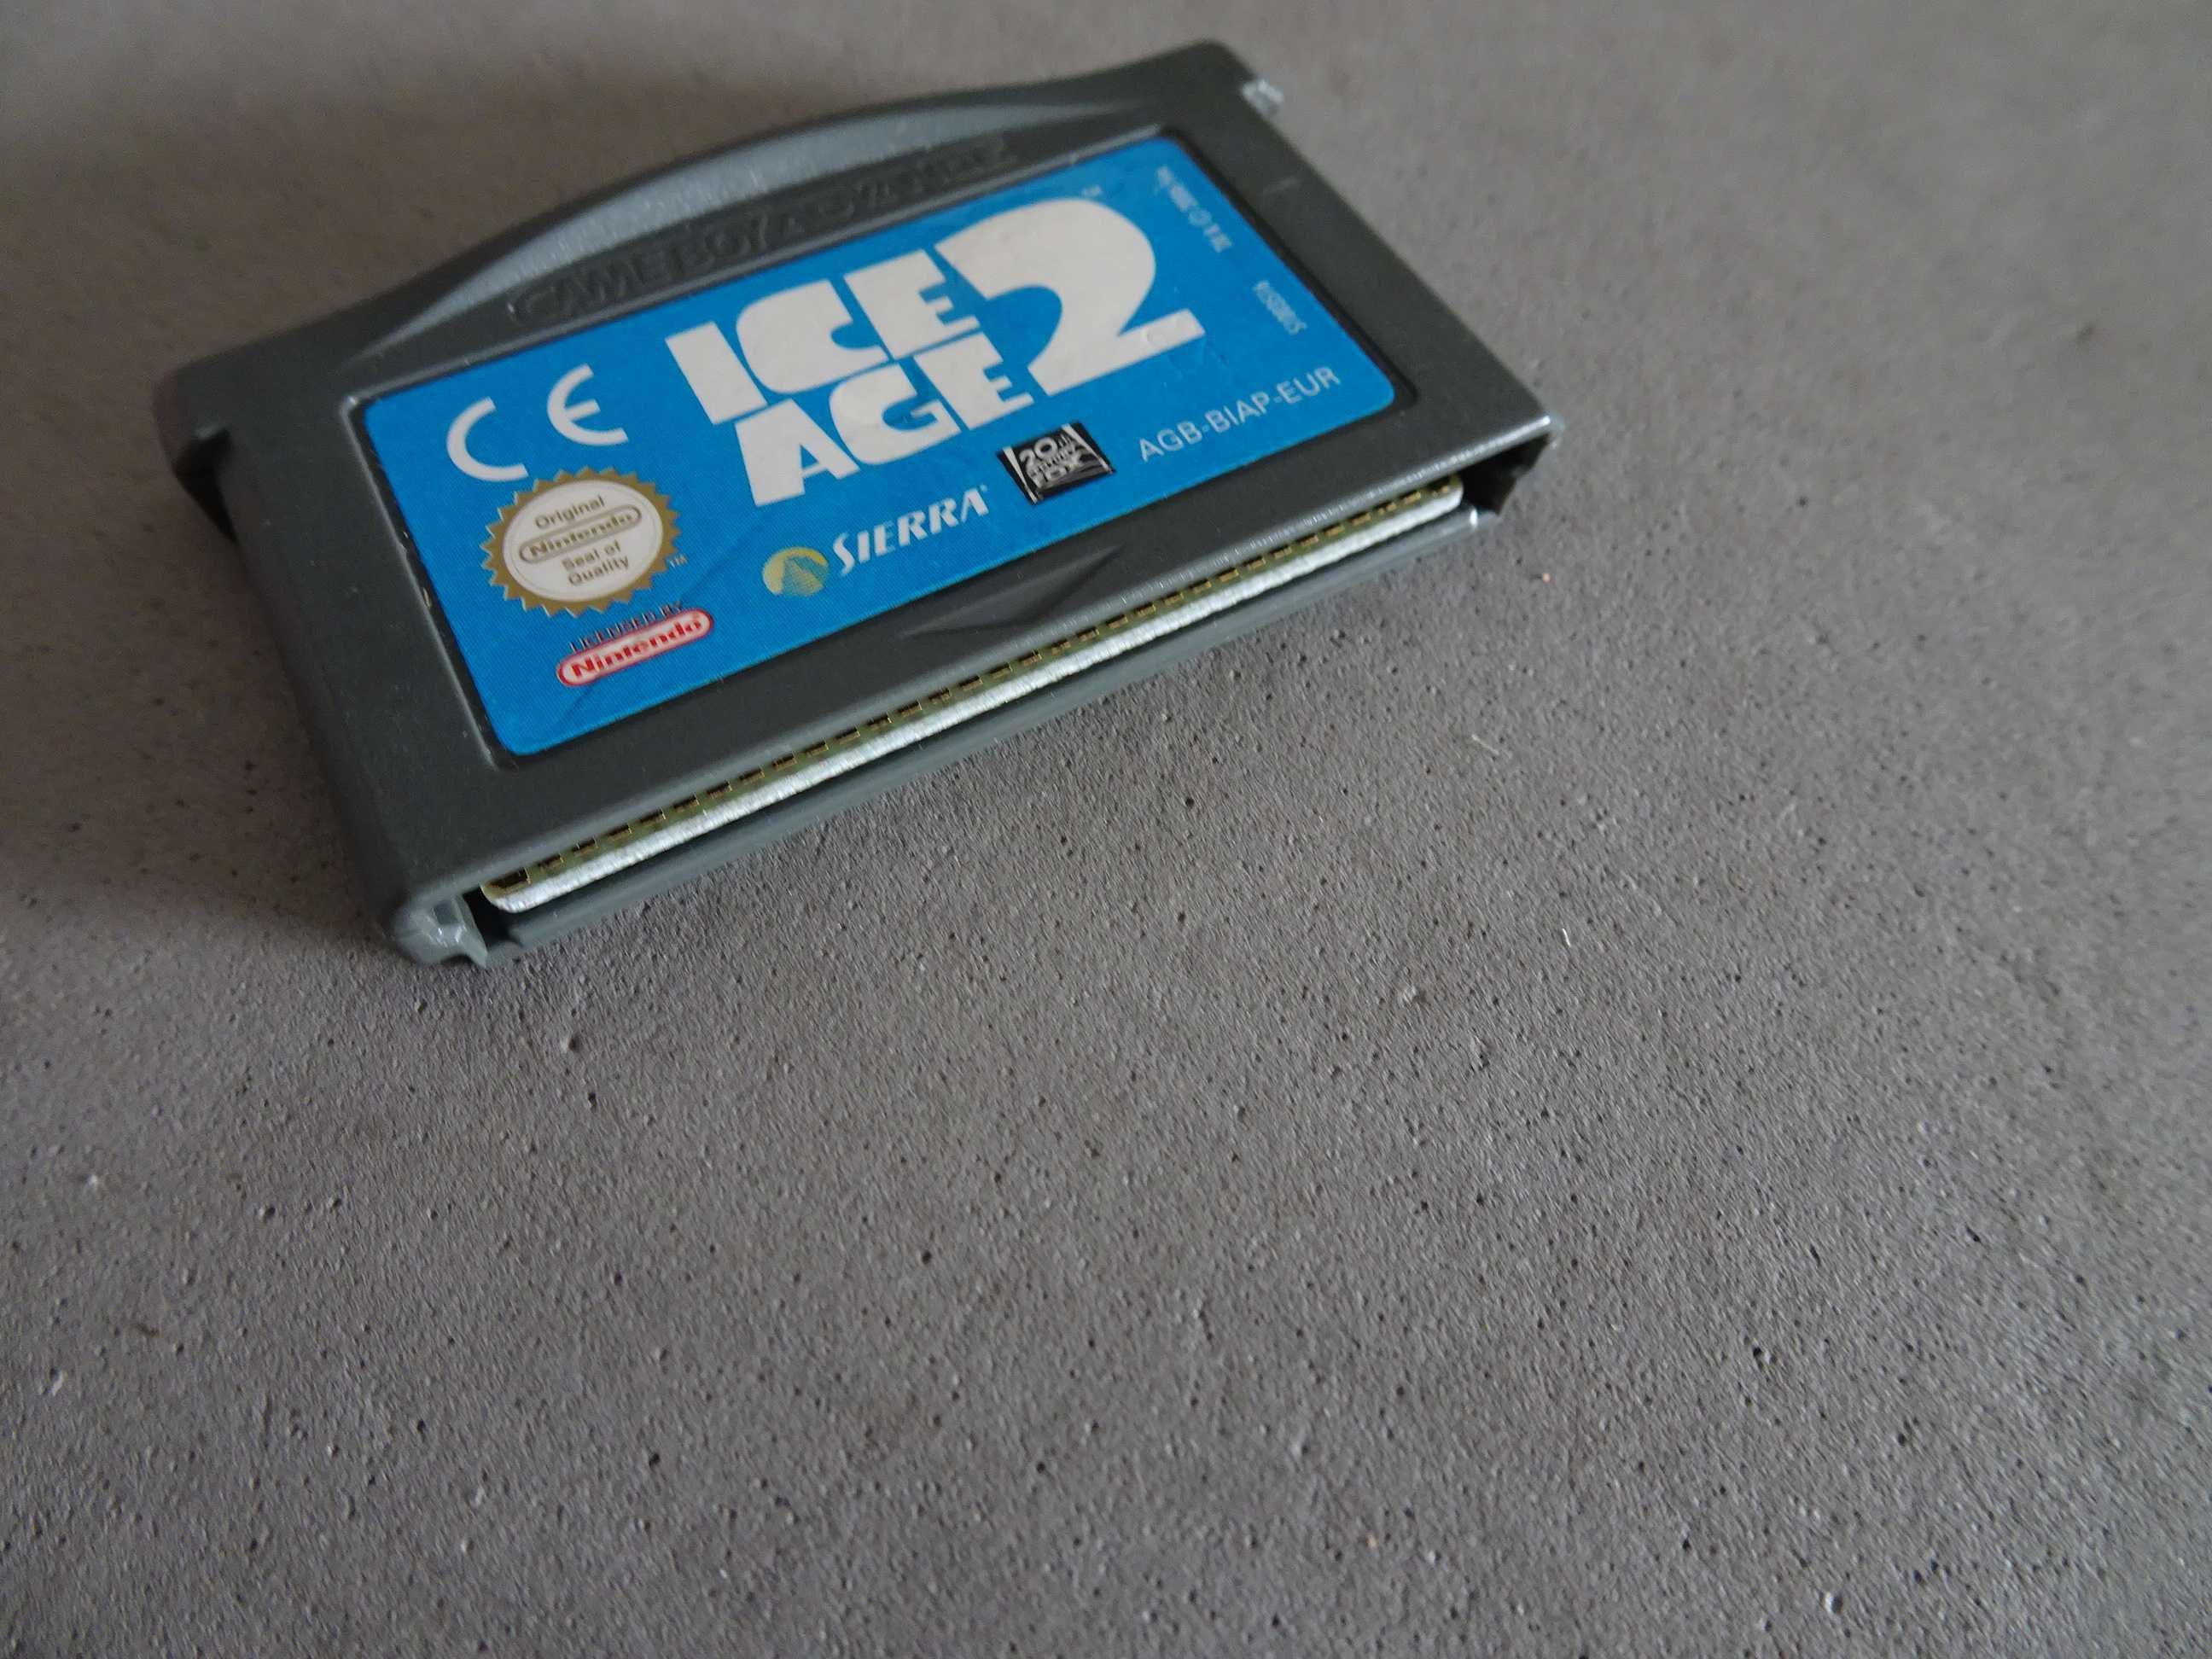 GAME BOY ADVANCE
CE
ICE
AGE 2
Original
Nintendo
Seal of
Quality
TM
LICENSED BY
Nintendo
SIERRA
20th
CENTURY
FOX
AGB-BIAP-EUR